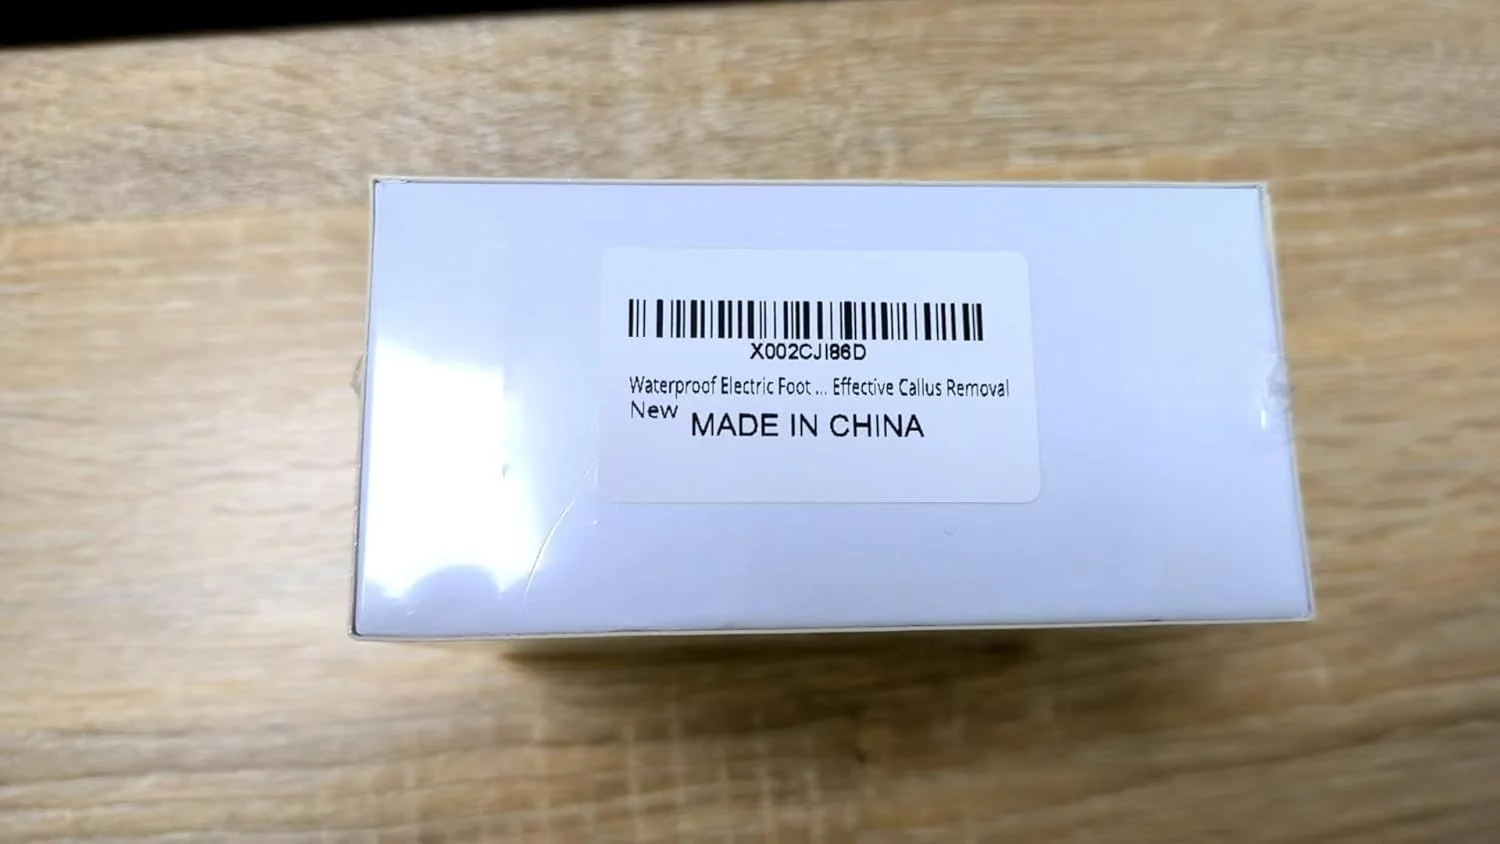 X002CJI86D
Waterproof Electric Foot ... Effective Callus Removal
New
MADE IN CHINA